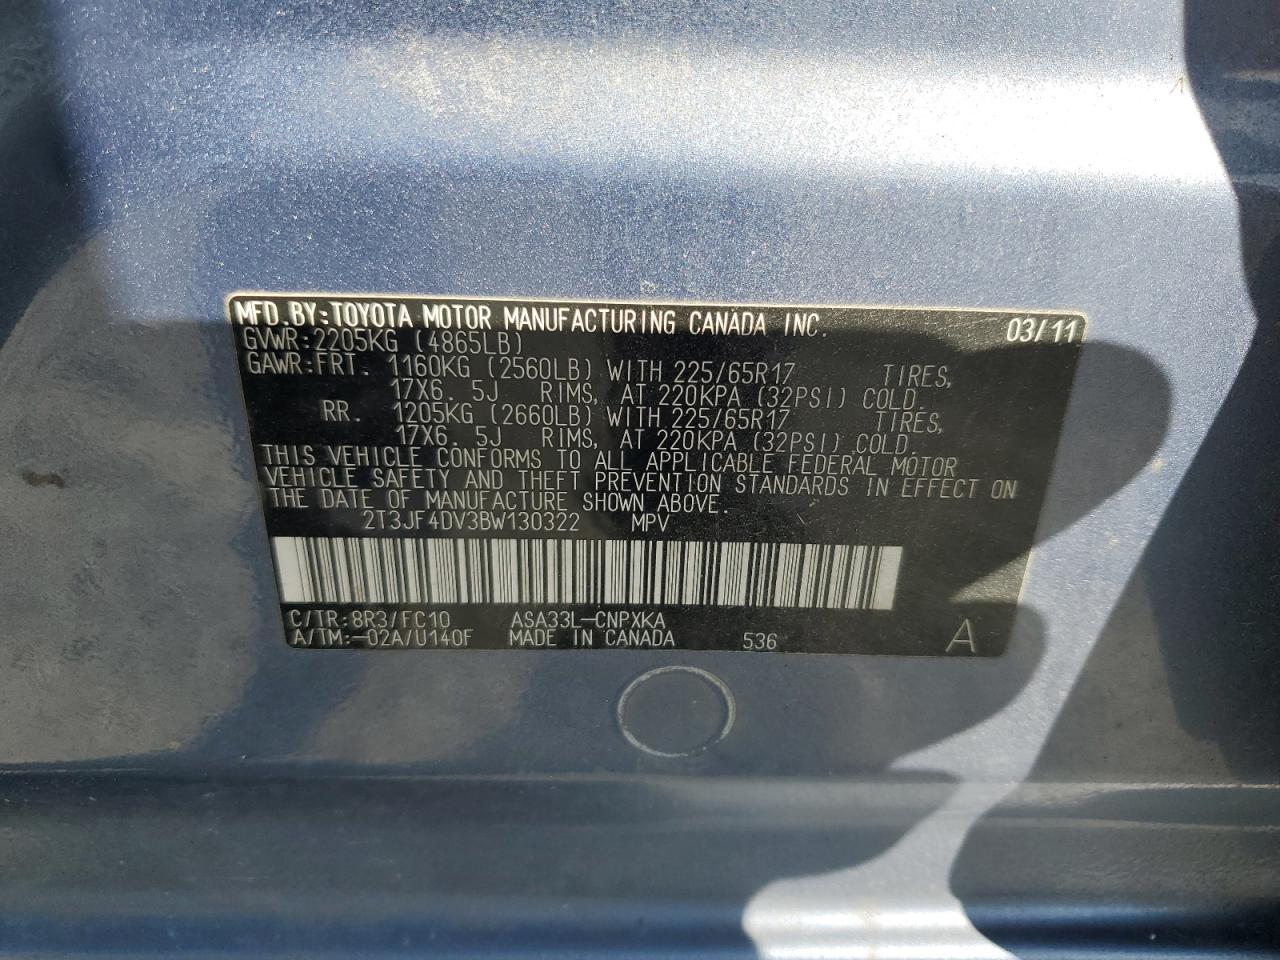 MFD. BY: TOYOTA MOTOR MANUFACTURING CANADA INC. 03/11
GVWR: 2205KG (4865LB)
GAWR: FRT. 1160KG (2560LB) WITH 225/65R17 TIRES,
17X6. 5J RIMS, AT 220KPA (32PSI) COLD.
RR. 1205KG (2660LB) WITH 225/65R17 TIRES,
17X6. 5J RIMS, AT 220KPA (32PSI) COLD.
THIS VEHICLE CONFORMS TO ALL APPLICABLE FEDERAL MOTOR
VEHICLE SAFETY AND THEFT PREVENTION STANDARDS IN EFFECT ON
THE DATE OF MANUFACTURE SHOWN ABOVE.
2T3JF4DV3BW130322 MPV
C/TR: 8R3/FC10 ASA33L-CNPXKA
A/TM: -02A/U140F MADE IN CANADA 536 A